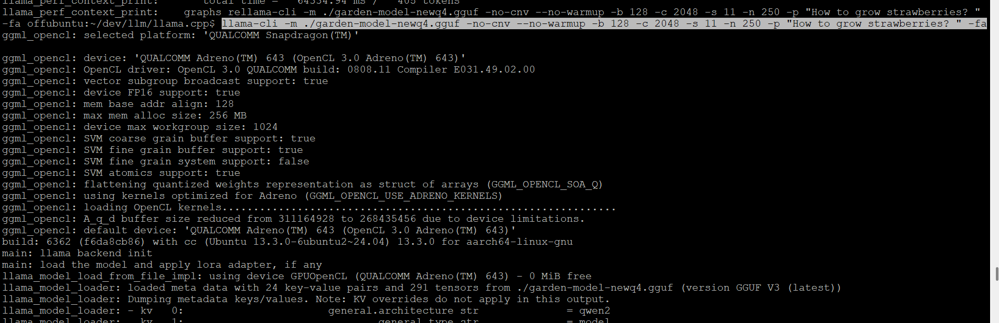 llama_perf_context_print:       total time =   64334.94 ms /   405 tokens
llama_perf_context_print:    graphs rellama-cli -m ./garden-model-newq4.gguf -no-cnv --no-warmup -b 128 -c 2048 -s 11 -n 250 -p "How to grow strawberries? "
-fa offubuntu:~/dev/llm/llama.cpp$ llama-cli -m ./garden-model-newq4.gguf -no-cnv --no-warmup -b 128 -c 2048 -s 11 -n 250 -p "How to grow strawberries? " -fa
ggml_opencl: selected platform: 'QUALCOMM Snapdragon(TM)'
ggml_opencl: device: 'QUALCOMM Adreno(TM) 643 (OpenCL 3.0 Adreno(TM) 643)'
ggml_opencl: OpenCL driver: OpenCL 3.0 QUALCOMM build: 0808.11 Compiler E031.49.02.00
ggml_opencl: vector subgroup broadcast support: true
ggml_opencl: device FP16 support: true
ggml_opencl: mem base addr align: 128
ggml_opencl: max mem alloc size: 256 MB
ggml_opencl: device max workgroup size: 1024
ggml_opencl: SVM coarse grain buffer support: true
ggml_opencl: SVM fine grain buffer support: true
ggml_opencl: SVM fine grain system support: false
ggml_opencl: SVM atomics support: true
ggml_opencl: flattening quantized weights representation as struct of arrays (GGML_OPENCL_SOA_Q)
ggml_opencl: using kernels optimized for Adreno (GGML_OPENCL_USE_ADRENO_KERNELS)
ggml_opencl: loading OpenCL kernels...............................................................
ggml_opencl: A_q_d buffer size reduced from 311164928 to 268435456 due to device limitations.
ggml_opencl: default device: 'QUALCOMM Adreno(TM) 643 (OpenCL 3.0 Adreno(TM) 643)'
build: 6362 (f6da8cb86) with cc (Ubuntu 13.3.0-6ubuntu2~24.04) 13.3.0 for aarch64-linux-gnu
main: llama backend init
main: load the model and apply lora adapter, if any
llama_model_load_from_file_impl: using device GPUOpenCL (QUALCOMM Adreno(TM) 643) - 0 MiB free
llama_model_loader: loaded meta data with 24 key-value pairs and 291 tensors from ./garden-model-newq4.gguf (version GGUF V3 (latest))
llama_model_loader: Dumping metadata keys/values. Note: KV overrides do not apply in this output.
llama_model_loader: - kv   0:                       general.architecture str              = qwen2
llama_model_loader: - kv   1:                               general.type str              = model